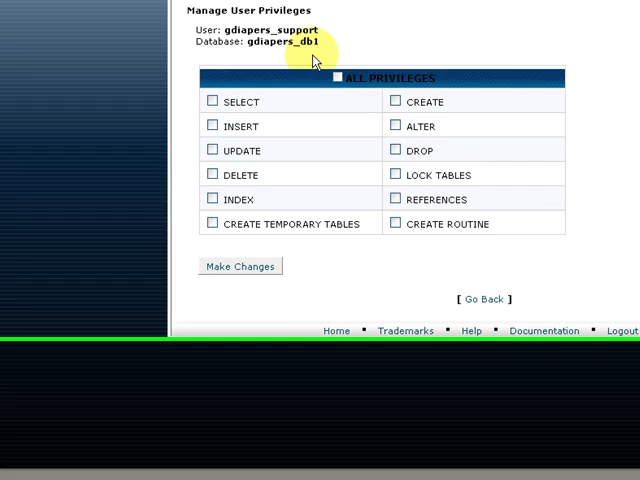 Manage User Privileges
User: gdiapers_support
Database: gdiapers_db1
ALL PRIVILEGES
SELECT CREATE
INSERT ALTER
UPDATE DROP
DELETE LOCK TABLES
INDEX REFERENCES
CREATE TEMPORARY TABLES CREATE ROUTINE
Make Changes
[ Go Back ]
Home ▪ Trademarks ▪ Help ▪ Documentation ▪ Logout